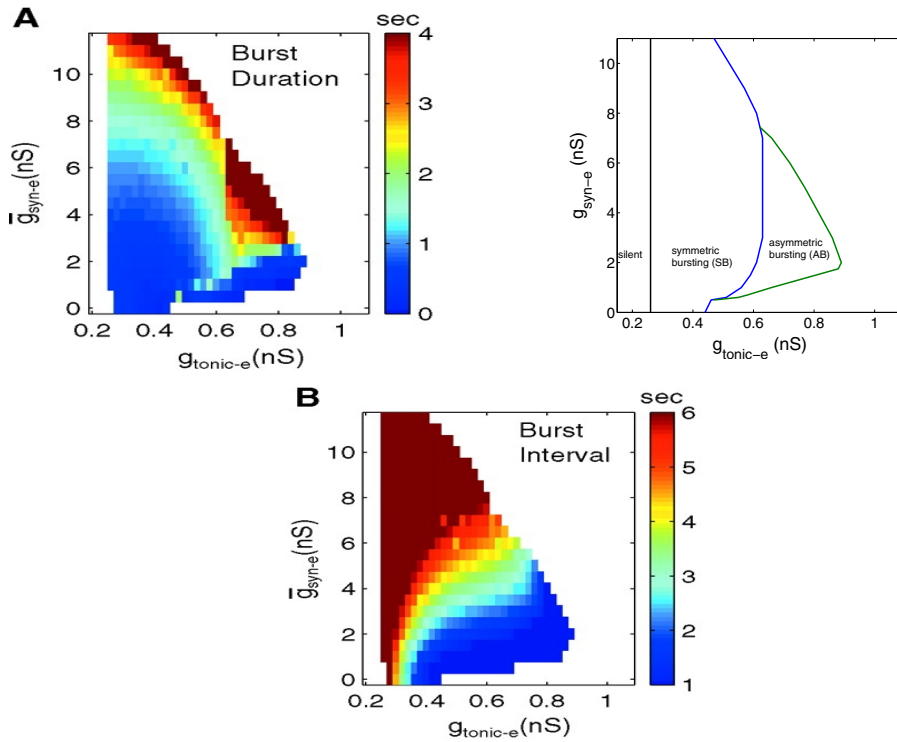 A
sec
Burst
Duration
ḡsyn-e(nS)
10
8
6
4
2
0
0.2 0.4 0.6 0.8 1
gtonic-e(nS)
4
3
2
1
0
gsyn−e (nS)
10
8
6
4
2
0
silent
symmetric
bursting (SB)
asymmetric
bursting (AB)
0.2 0.4 0.6 0.8 1
gtonic−e (nS)
B
sec
Burst
Interval
ḡsyn-e(nS)
10
8
6
4
2
0
0.2 0.4 0.6 0.8 1
gtonic-e(nS)
6
5
4
3
2
1